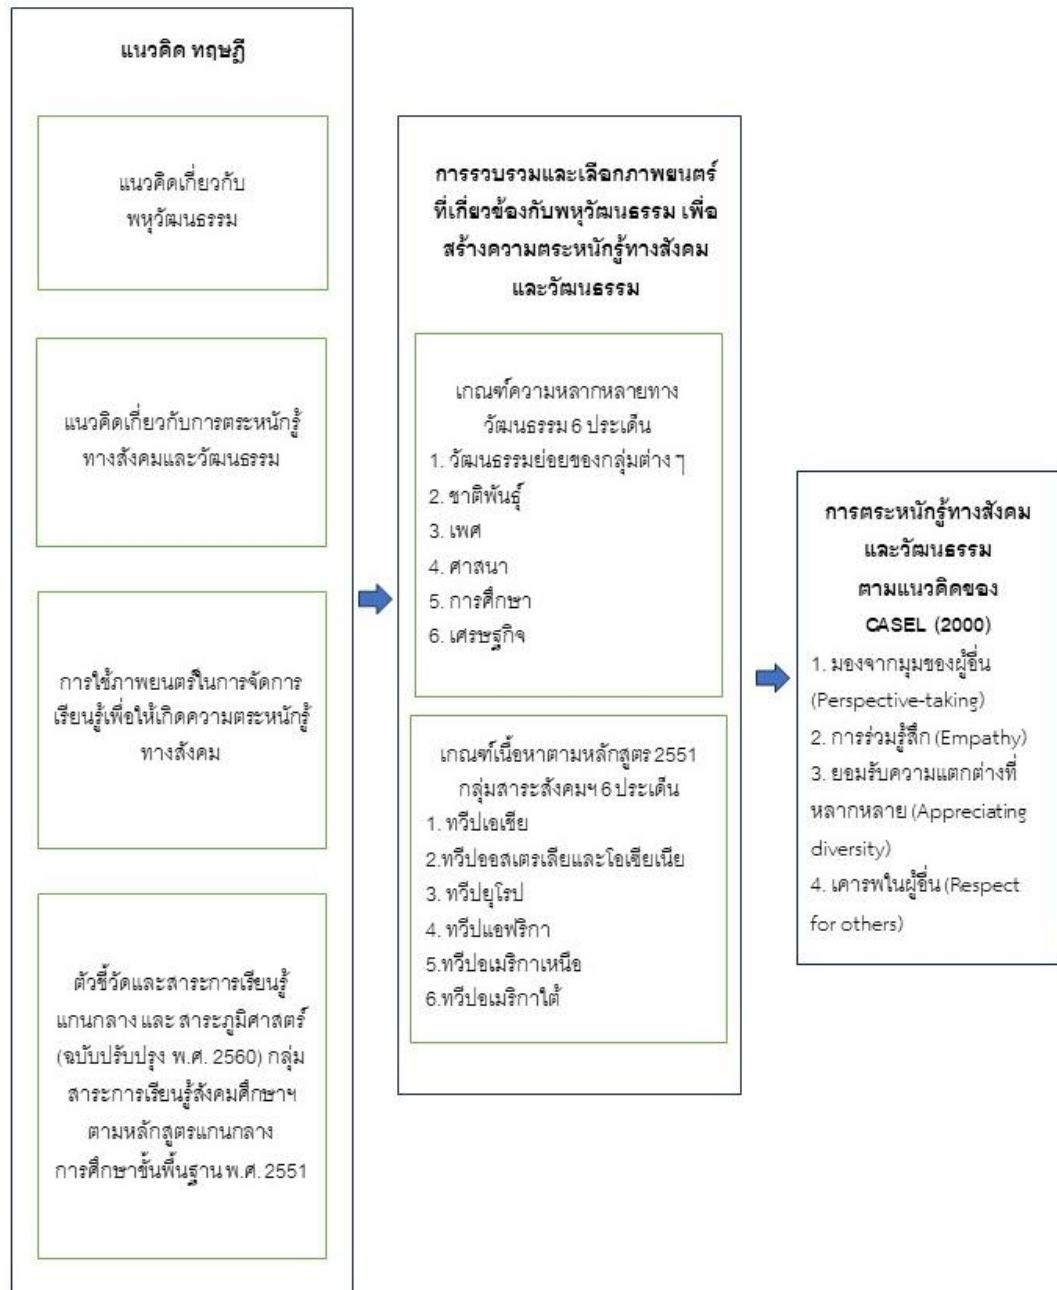 แนวคิด ทฤษฎี
แนวคิดเกี่ยวกับ
พหุวัฒนธรรม
แนวคิดเกี่ยวกับการตระหนักรู้
ทางสังคมและวัฒนธรรม
การใช้ภาพยนตร์ในการจัดการ
เรียนรู้เพื่อให้เกิดความตระหนักรู้
ทางสังคม
ตัวชี้วัดและสาระการเรียนรู้
แกนกลาง และ สาระภูมิศาสตร์
(ฉบับปรับปรุง พ.ศ. 2560) กลุ่ม
สาระการเรียนรู้สังคมศึกษาฯ
ตามหลักสูตรแกนกลาง
การศึกษาขั้นพื้นฐาน พ.ศ. 2551
การรวบรวมและเลือกภาพยนตร์
ที่เกี่ยวข้องกับพหุวัฒนธรรม เพื่อ
สร้างความตระหนักรู้ทางสังคม
และวัฒนธรรม
เกณฑ์ความหลากหลายทาง
วัฒนธรรม 6 ประเด็น
1. วัฒนธรรมย่อยของกลุ่มต่าง ๆ
2. ชาติพันธุ์
3. เพศ
4. ศาสนา
5. การศึกษา
6. เศรษฐกิจ
เกณฑ์เนื้อหาตามหลักสูตร 2551
กลุ่มสาระสังคมฯ 6 ประเด็น
1. ทวีปเอเชีย
2.ทวีปออสเตรเลียและโอเชียเนีย
3. ทวีปยุโรป
4. ทวีปแอฟริกา
5.ทวีปอเมริกาเหนือ
6.ทวีปอเมริกาใต้
การตระหนักรู้ทางสังคม
และวัฒนธรรม
ตามแนวคิดของ
CASEL (2000)
1. มองจากมุมของผู้อื่น
(Perspective-taking)
2. การร่วมรู้สึก (Empathy)
3. ยอมรับความแตกต่างที่
หลากหลาย (Appreciating
diversity)
4. เคารพในผู้อื่น (Respect
for others)